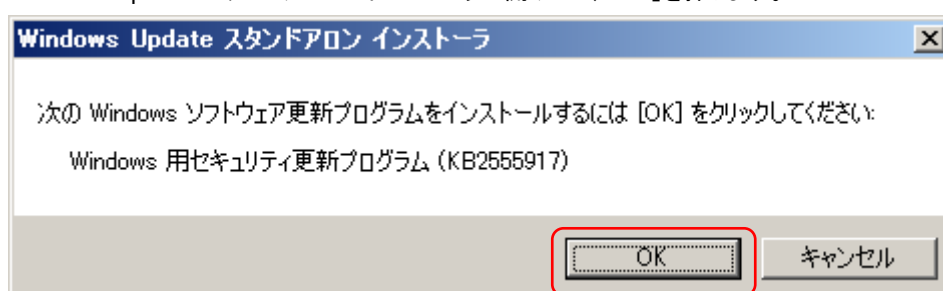 Windows Update スタンドアロン インストーラ
次の Windows ソフトウェア更新プログラムをインストールするには [OK] をクリックしてください:
Windows 用セキュリティ更新プログラム (KB2555917)
OK キャンセル